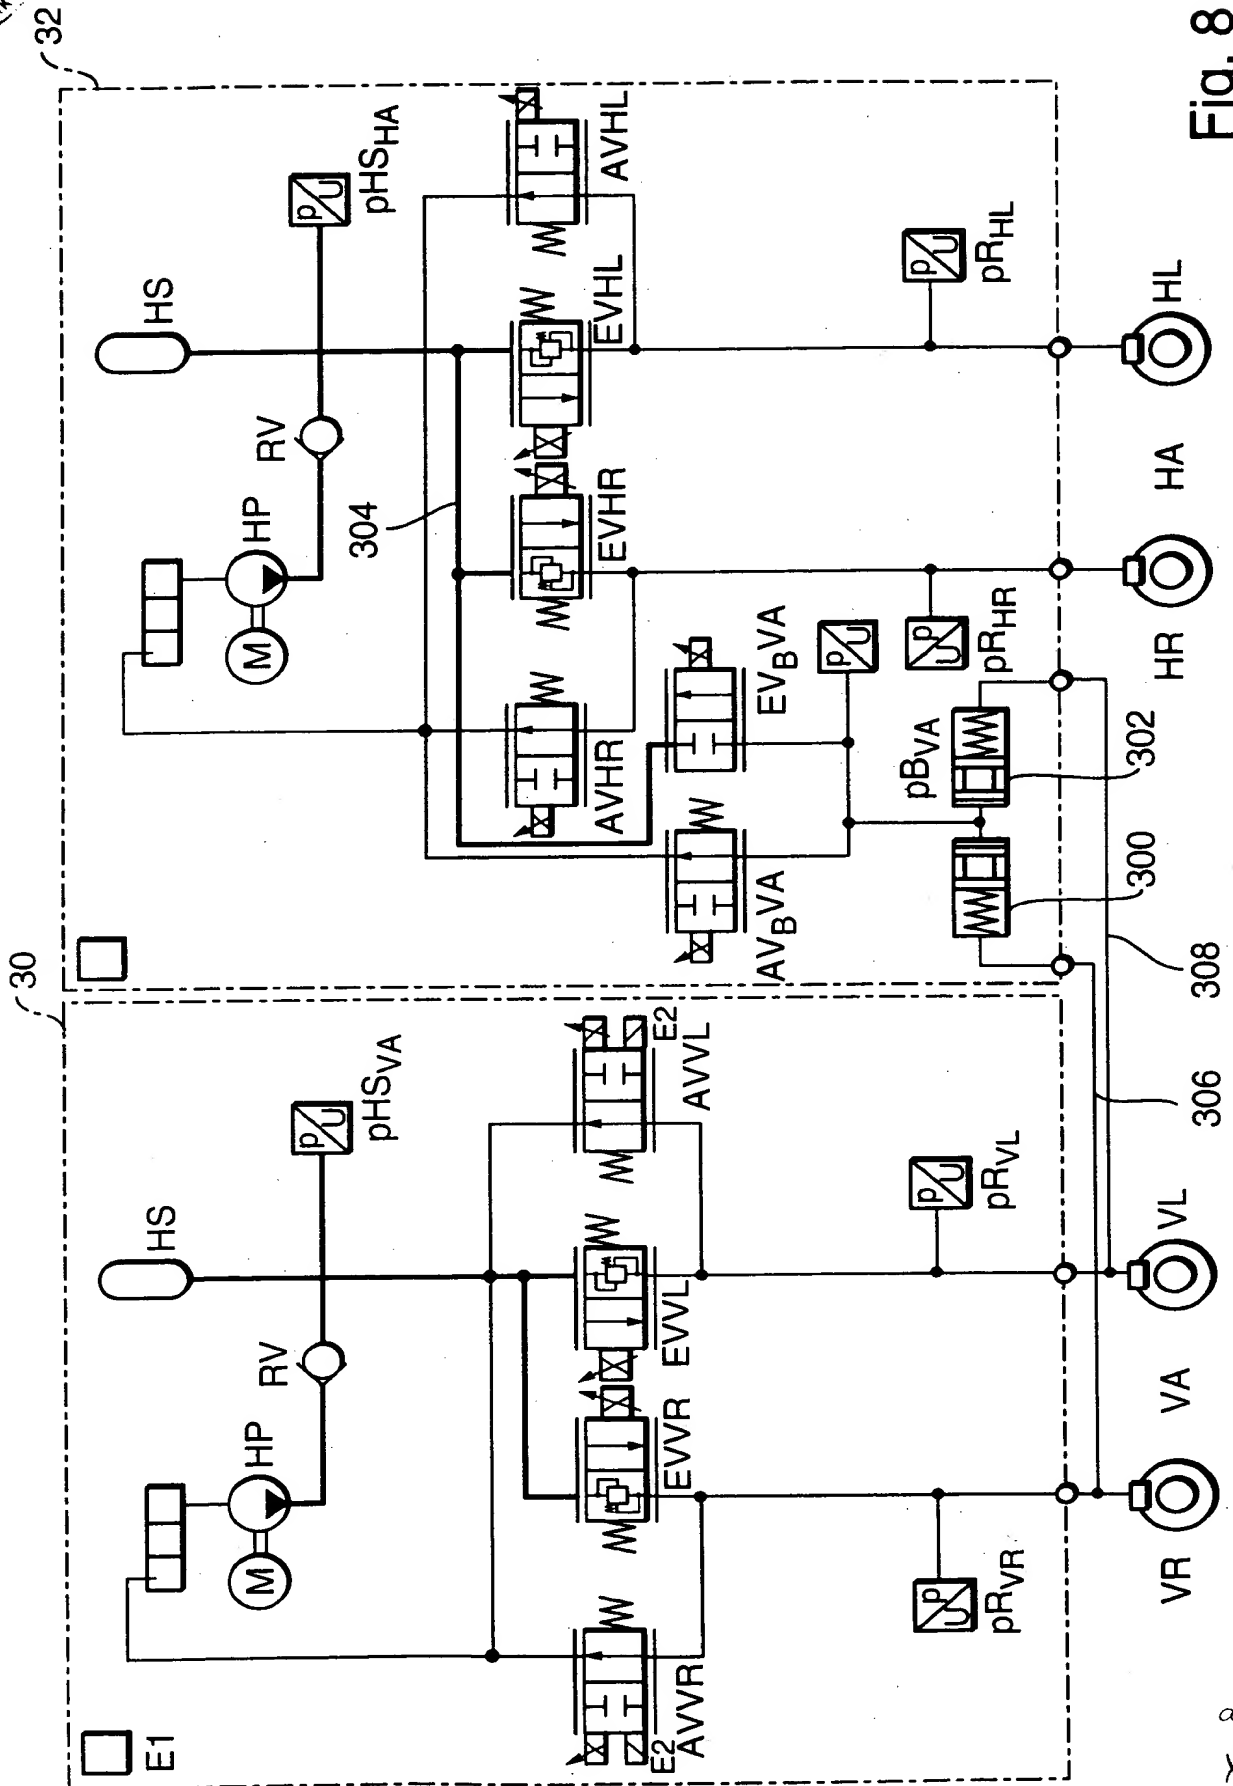 32
HS
RV
HP
M
p/U
pHS_HA
304
AVHL
EVHL
EVHR
AVHR
EV_BVA
AV_BVA
p/U
pB_VA
p/U
pR_HL
p/U
pR_HR
302
300
HL
HA
HR
308
306
30
E1
HS
RV
HP
M
p/U
pHS_VA
E2
AVVL
EVVL
EVVR
E2
AVVR
p/U
pR_VL
p/U
pR_VR
VL
VA
VR
Fig. 8